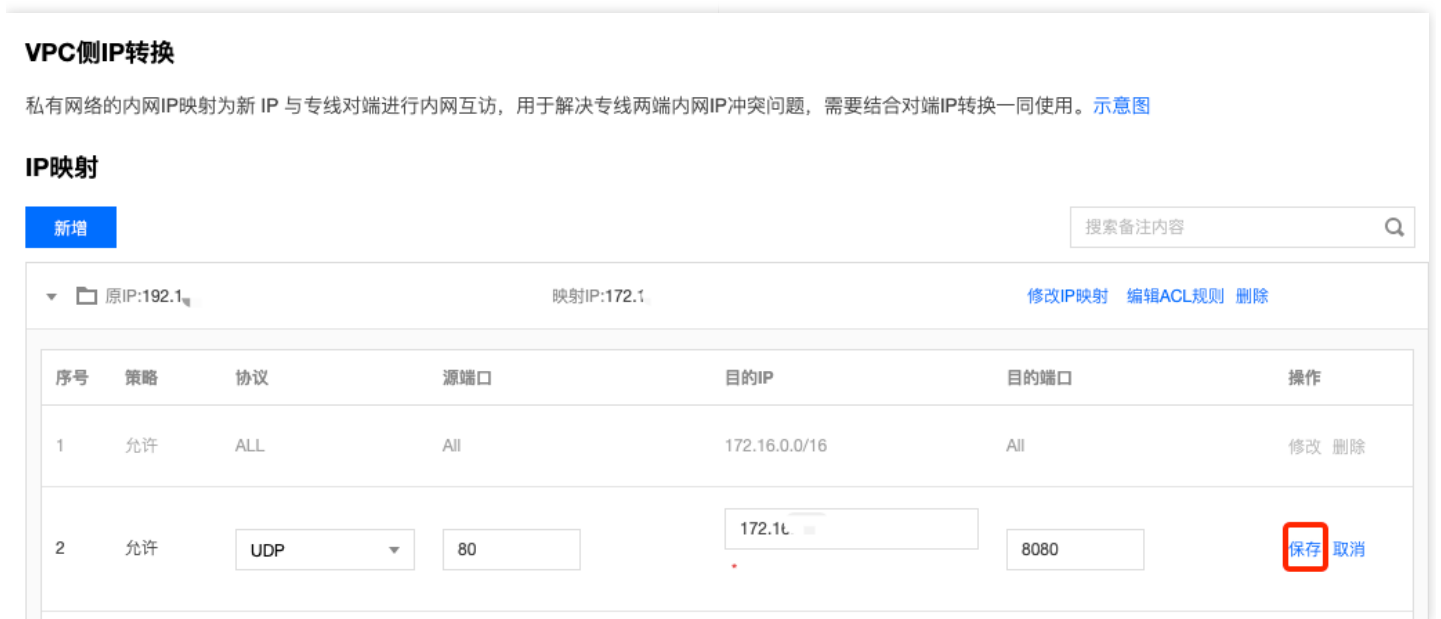 VPC侧IP转换
私有网络的内网IP映射为新 IP 与专线对端进行内网互访，用于解决专线两端内网IP冲突问题，需要结合对端IP转换一同使用。示意图
IP映射
新增 搜索备注内容
原IP:192.1 映射IP:172.1 修改IP映射 编辑ACL规则 删除
序号 策略 协议 源端口 目的IP 目的端口 操作
1 允许 ALL All 172.16.0.0/16 All 修改 删除
2 允许 UDP 80 172.16 8080 保存 取消